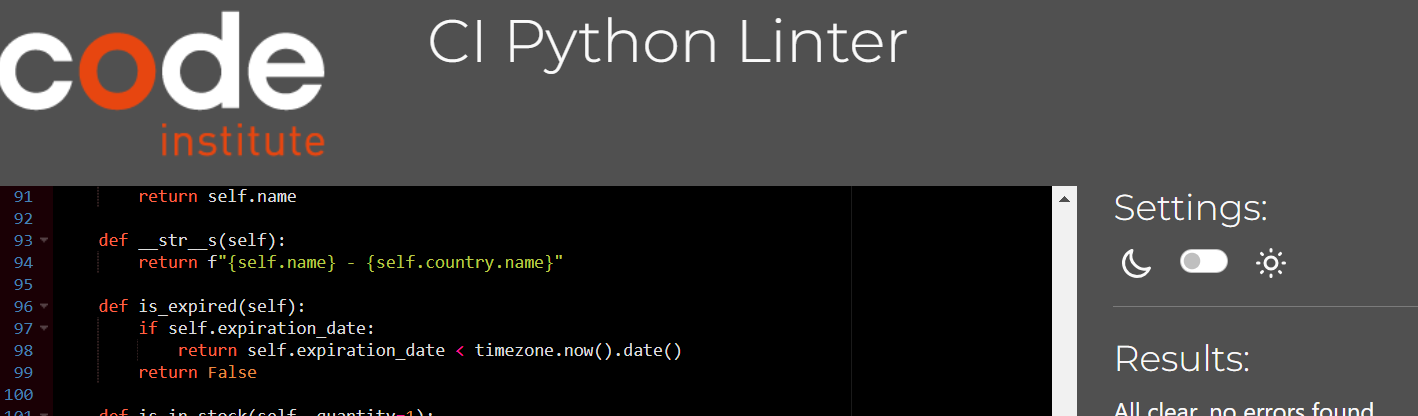 code
institute
CI Python Linter
91 return self.name
92
93 def __str__s(self):
94 return f"{self.name} - {self.country.name}"
95
96 def is_expired(self):
97 if self.expiration_date:
98 return self.expiration_date < timezone.now().date()
99 return False
100
101 def is_in_stock(self, quantity=1):
Settings:
Results:
All clear, no errors found